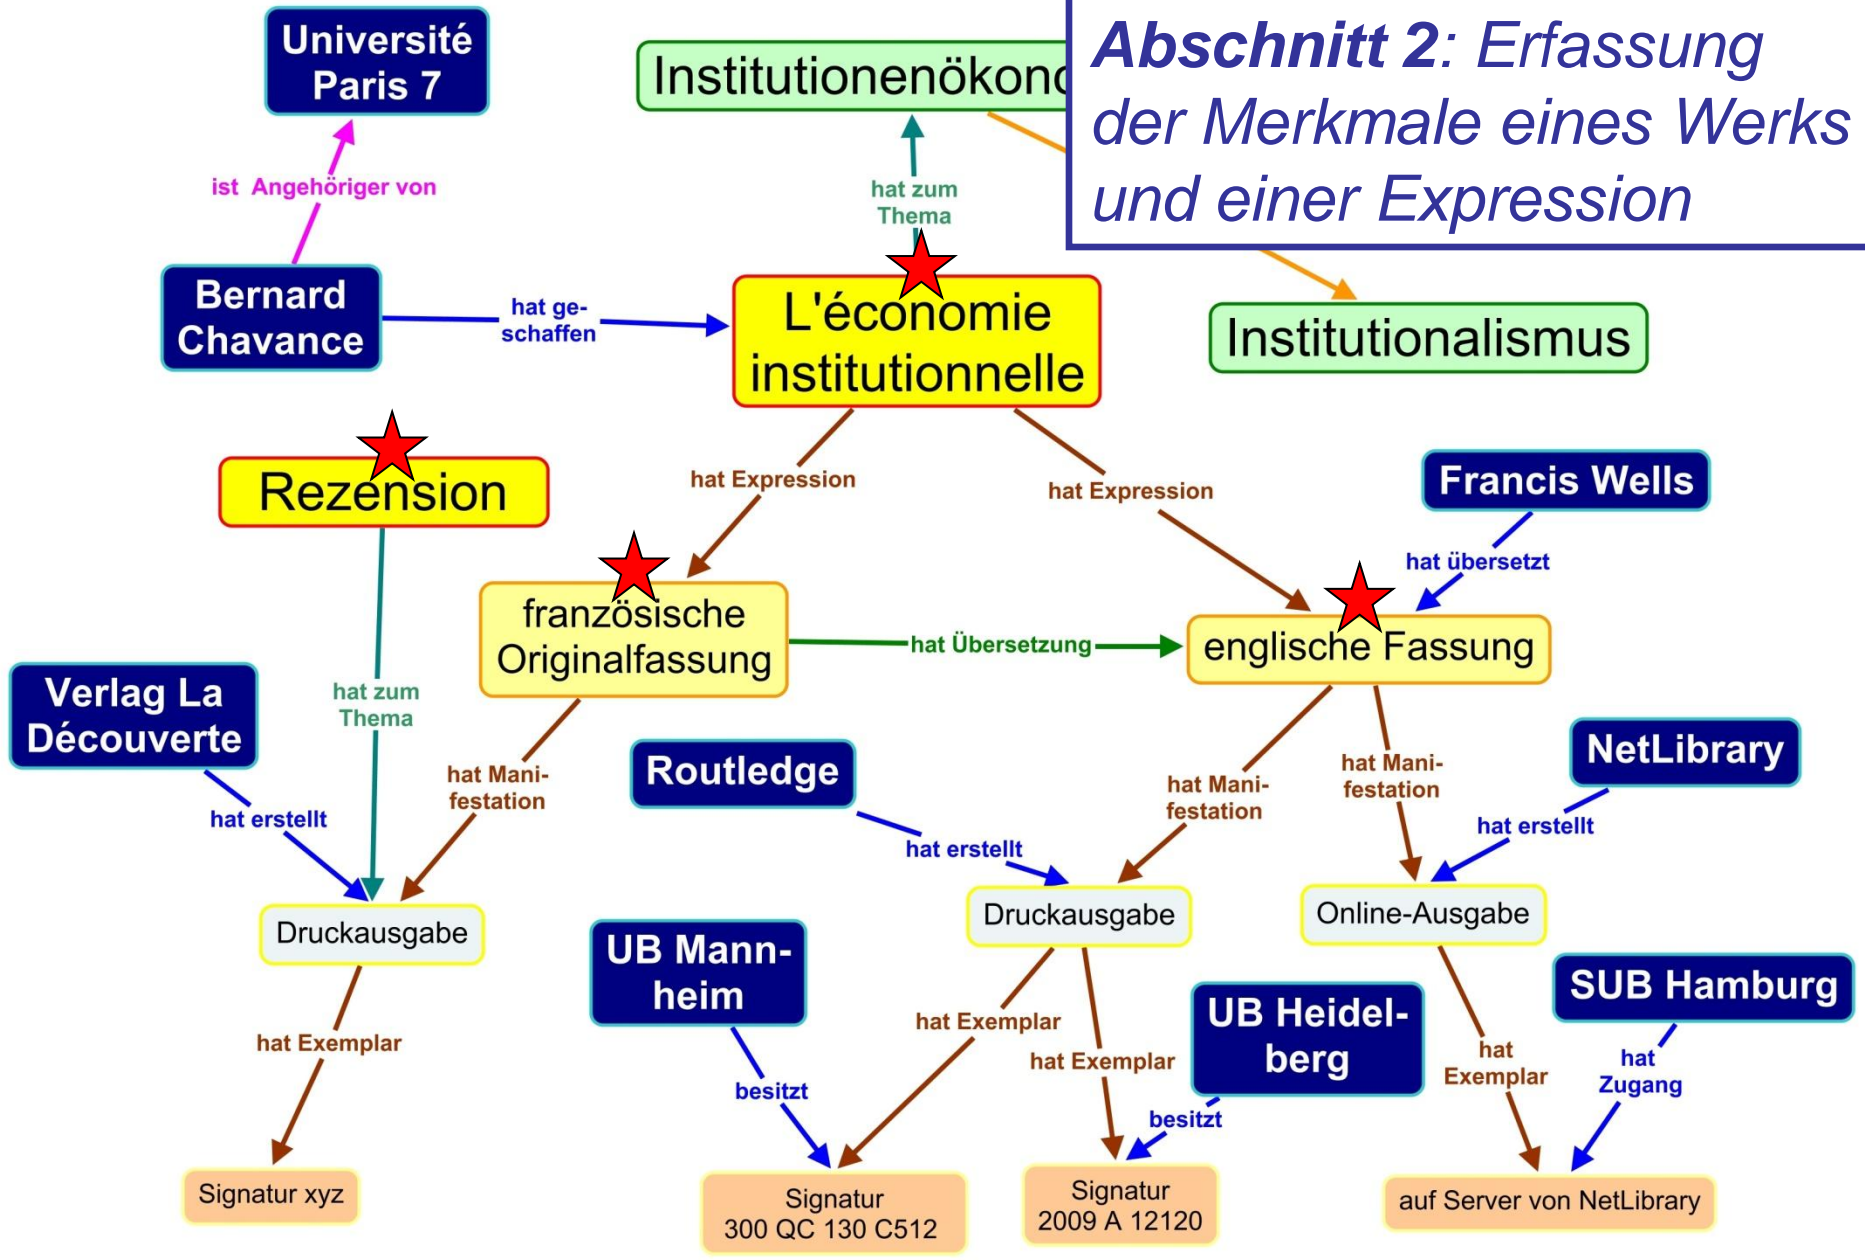 Université
Paris 7
Institutionenökono
Abschnitt 2: Erfassung
der Merkmale eines Werks
und einer Expression
ist Angehöriger von
hat zum
Thema
Bernard
Chavance
hat ge-
schaffen
L'économie
institutionnelle
Institutionalismus
Rezension
hat Expression
hat Expression
Francis Wells
hat übersetzt
französische
Originalfassung
hat Übersetzung
englische Fassung
Verlag La
Découverte
hat zum
Thema
hat erstellt
hat Mani-
festation
Routledge
hat erstellt
hat Mani-
festation
hat Mani-
festation
NetLibrary
hat erstellt
Druckausgabe
Druckausgabe
Online-Ausgabe
UB Mann-
heim
UB Heidel-
berg
SUB Hamburg
hat Exemplar
besitzt
hat Exemplar
hat Exemplar
besitzt
hat
Exemplar
hat
Zugang
Signatur xyz
Signatur
300 QC 130 C512
Signatur
2009 A 12120
auf Server von NetLibrary